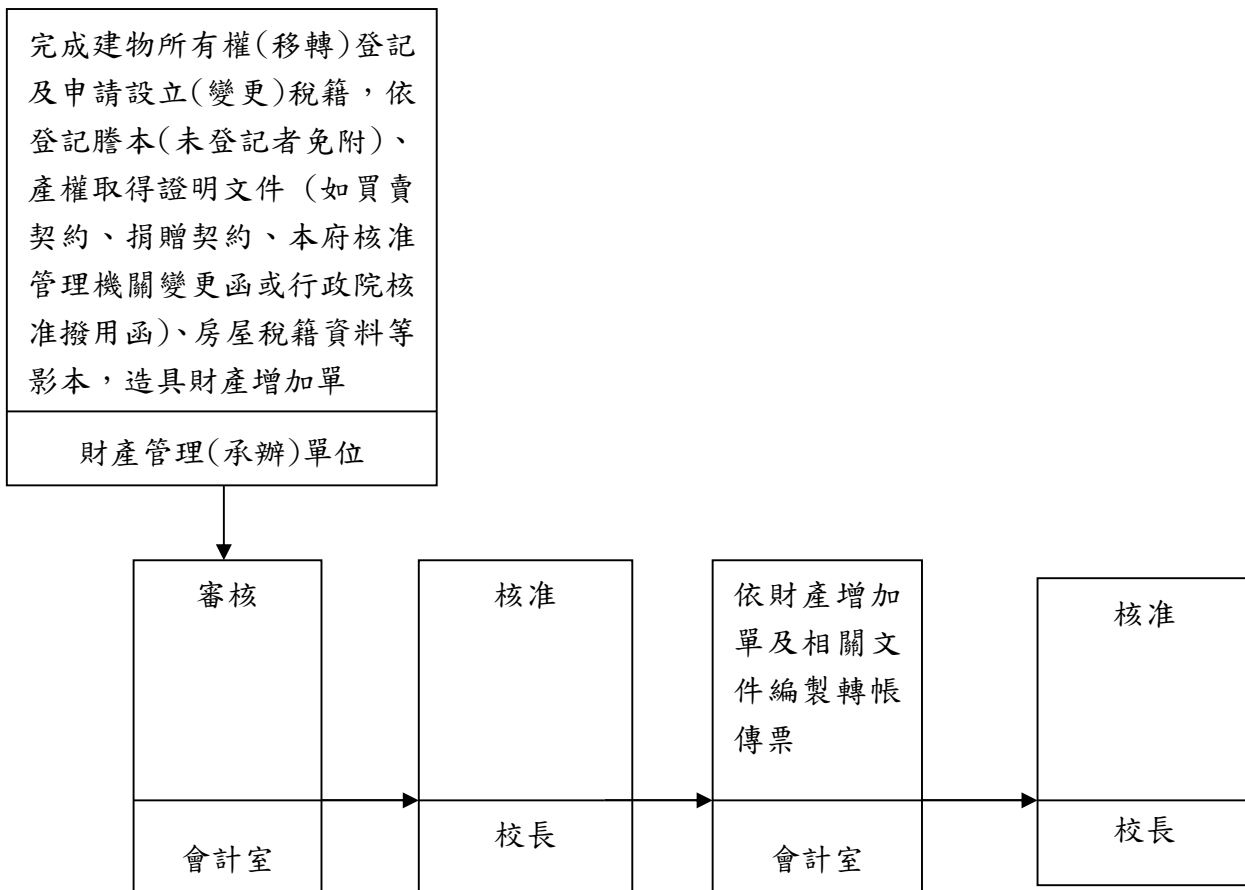 完成建物所有權(移轉)登記
及申請設立(變更)稅籍，依
登記謄本(未登記者免附)、
產權取得證明文件 (如買賣
契約、捐贈契約、本府核准
管理機關變更函或行政院核
准撥用函)、房屋稅籍資料等
影本，造具財產增加單
財產管理(承辦)單位
審核
會計室
核准
校長
依財產增加
單及相關文
件編製轉帳
傳票
會計室
核准
校長